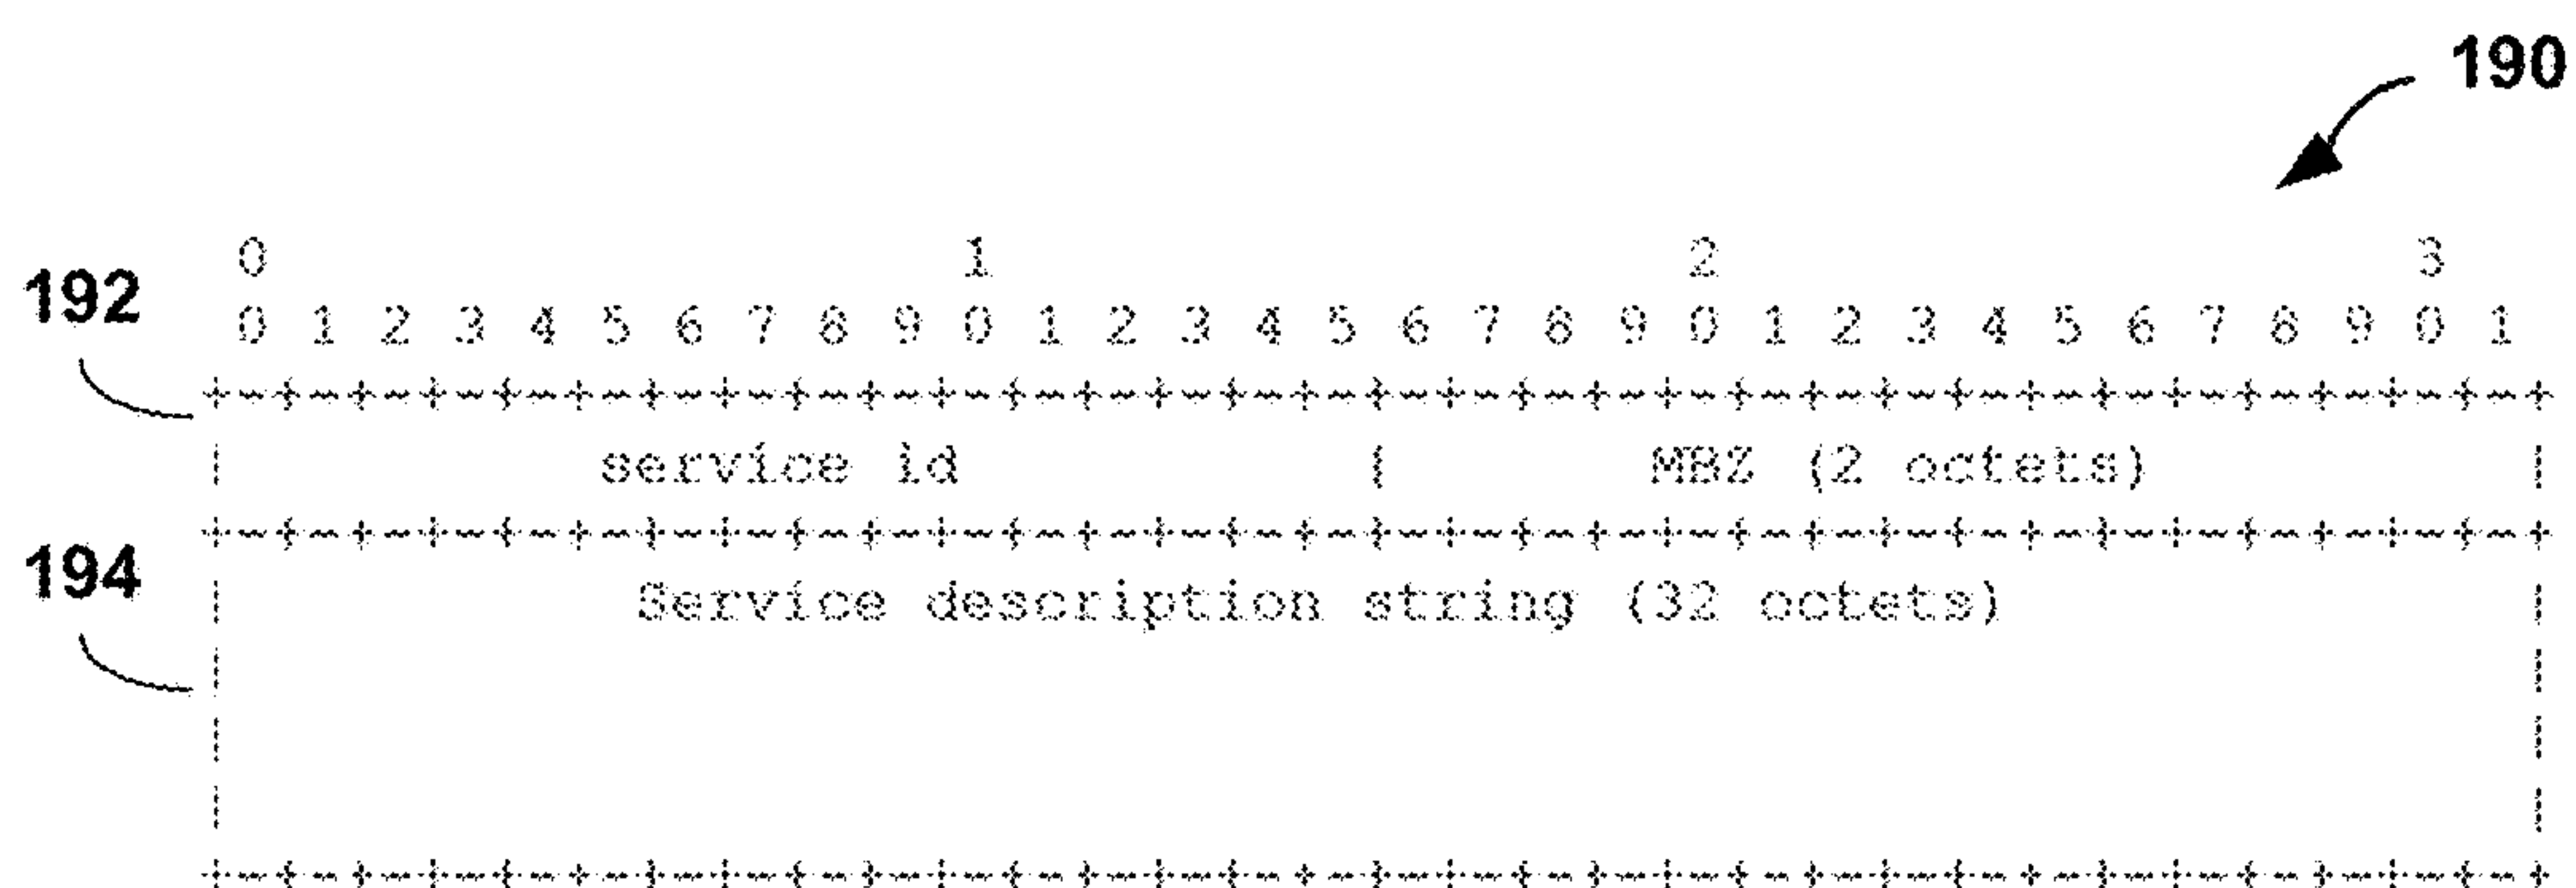 190
0 1 2 3
192
0 1 2 3 4 5 6 7 8 9 0 1 2 3 4 5 6 7 8 9 0 1 2 3 4 5 6 7 8 9 0 1
+-+-+-+-+-+-+-+-+-+-+-+-+-+-+-+-+-+-+-+-+-+-+-+-+-+-+-+-+-+-+-+-+
| service id | MBZ (2 octets) |
+-+-+-+-+-+-+-+-+-+-+-+-+-+-+-+-+-+-+-+-+-+-+-+-+-+-+-+-+-+-+-+-+
194
| Service description string (32 octets) |
| |
| |
| |
+-+-+-+-+-+-+-+-+-+-+-+-+-+-+-+-+-+-+-+-+-+-+-+-+-+-+-+-+-+-+-+-+